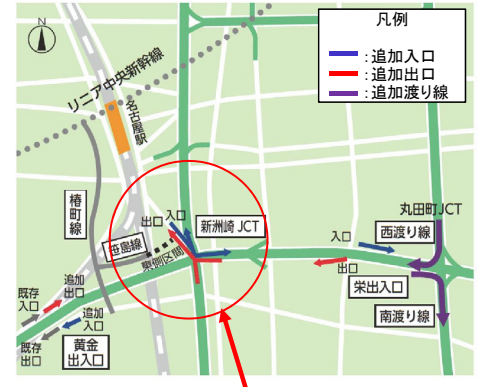 凡例
:追加入口
:追加出口
:追加渡り線
N
リニア中央新幹線
名古屋駅
椿町線
笹島線
東側区間
出口
入口
新洲崎 JCT
丸田町JCT
西渡り線
入口
出口
栄出入口
南渡り線
既存
入口
追加
出口
追加
入口
既存
出口
黄金
出入口